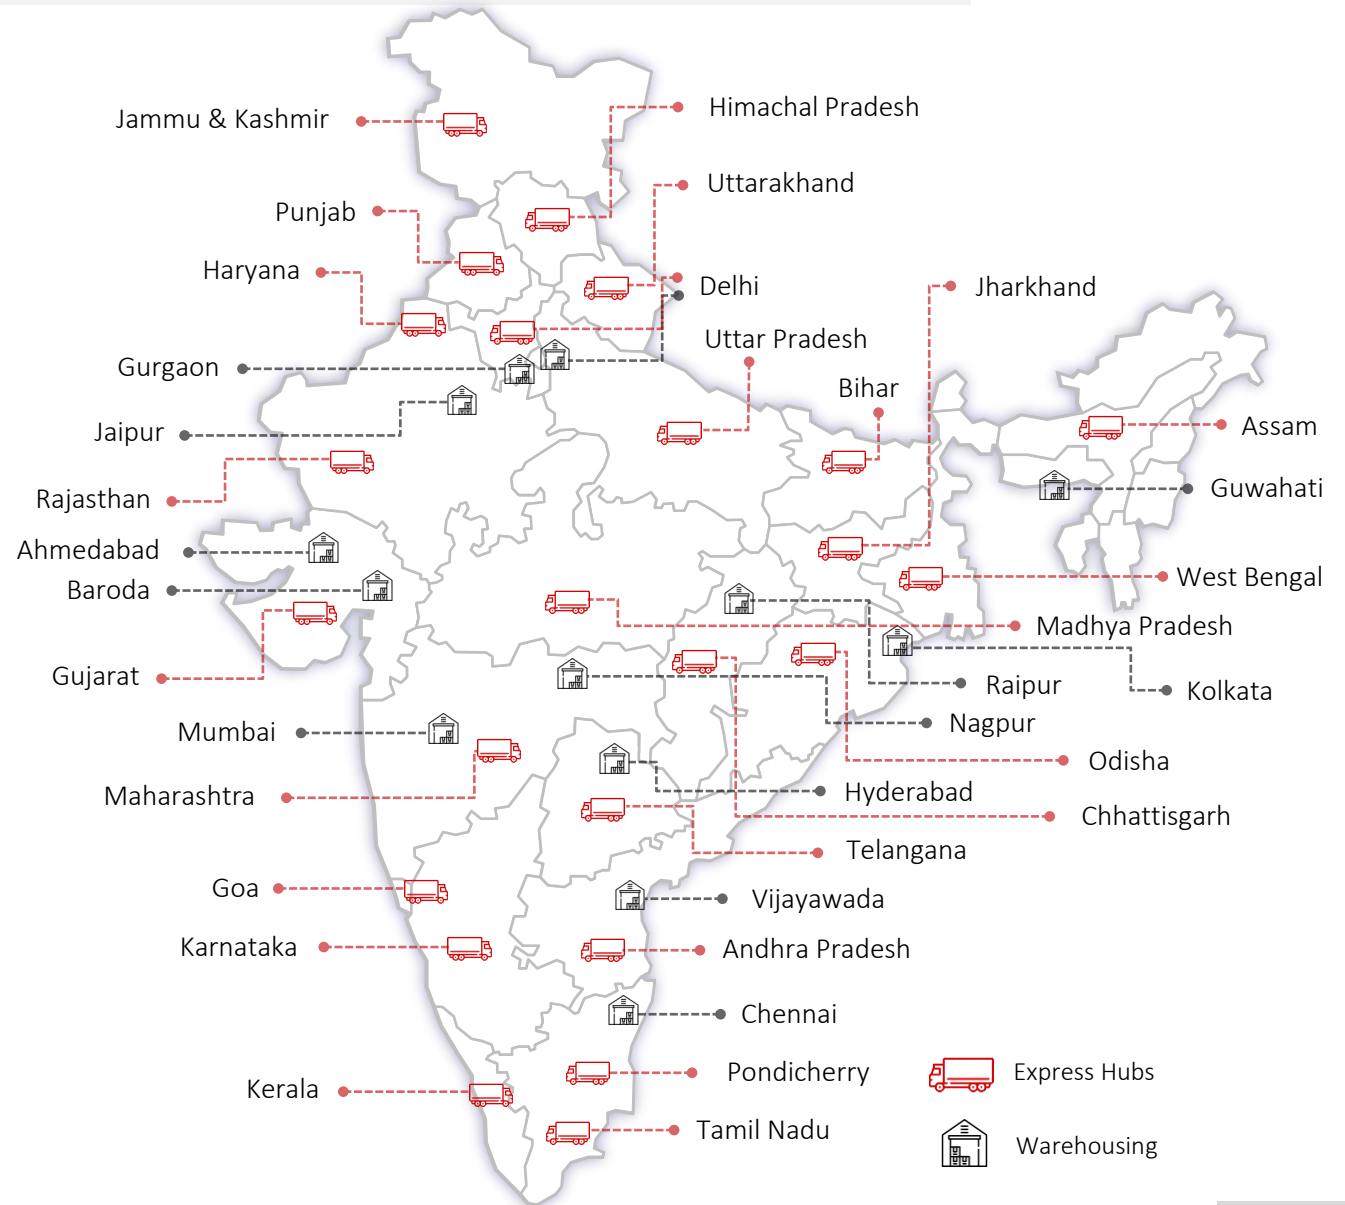 Jammu & Kashmir
Himachal Pradesh
Uttarakhand
Punjab
Haryana
Delhi
Jharkhand
Uttar Pradesh
Gurgaon
Bihar
Jaipur
Assam
Rajasthan
Guwahati
Ahmedabad
Baroda
West Bengal
Madhya Pradesh
Gujarat
Raipur
Kolkata
Nagpur
Mumbai
Odisha
Maharashtra
Hyderabad
Chhattisgarh
Telangana
Goa
Vijayawada
Karnataka
Andhra Pradesh
Chennai
Pondicherry
Express Hubs
Kerala
Tamil Nadu
Warehousing